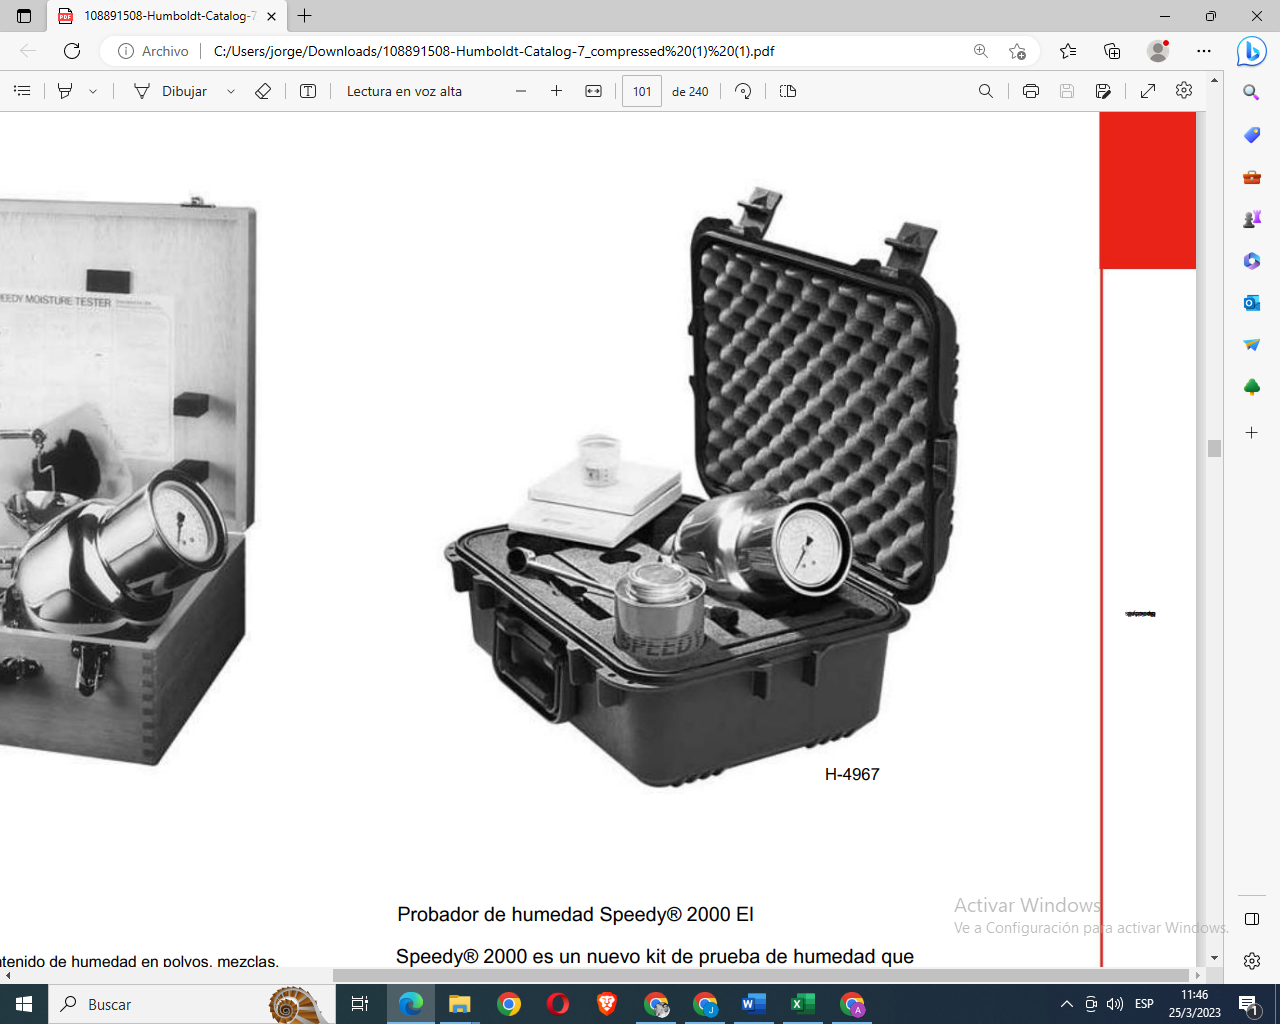 108891508-Humboldt-Catalog-7
Archivo
C:/Users/jorge/Downloads/108891508-Humboldt-Catalog-7_compressed%20(1)%20(1).pdf
Dibujar
Lectura en voz alta
101
de 240
EEDY MOISTURE TESTER
SPEEDY
H-4967
Probador de humedad Speedy® 2000 El
Speedy® 2000 es un nuevo kit de prueba de humedad que
ntenido de humedad en polvos, mezclas,
Activar Windows
Ve a Configuración para activar Windows.
Buscar
ESP
11:46
25/3/2023
1